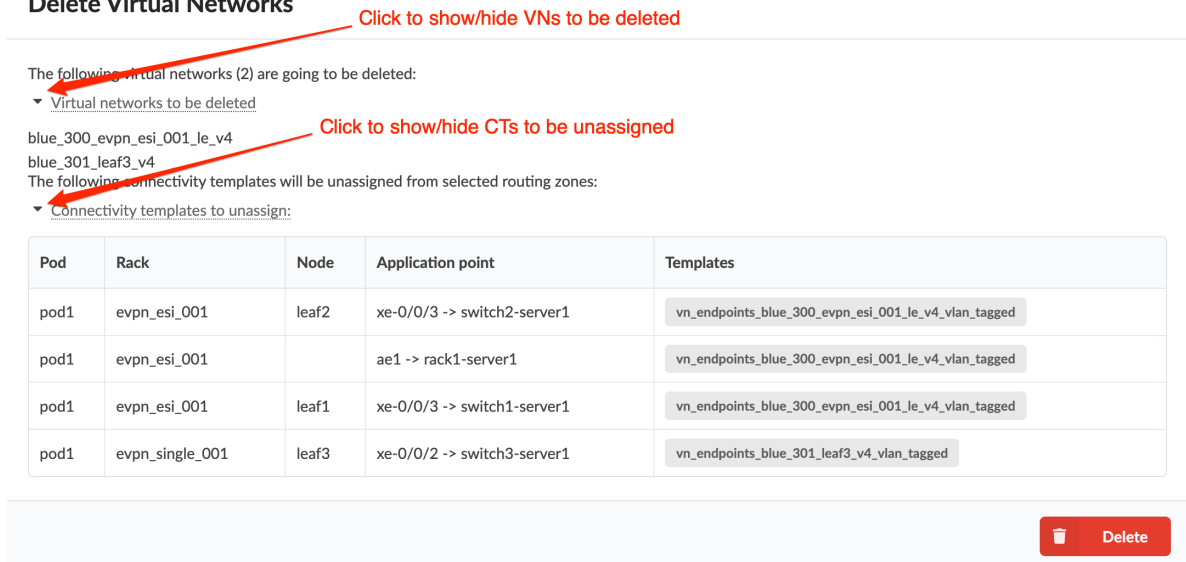 Delete Virtual Networks
Click to show/hide VNs to be deleted
The following virtual networks (2) are going to be deleted:
Virtual networks to be deleted
Click to show/hide CTs to be unassigned
blue_300_evpn_esi_001_le_v4
blue_301_leaf3_v4
The following connectivity templates will be unassigned from selected routing zones:
Connectivity templates to unassign:
Pod Rack Node Application point Templates
pod1 evpn_esi_001 leaf2 xe-0/0/3 -> switch2-server1 vn_endpoints_blue_300_evpn_esi_001_le_v4_vlan_tagged
pod1 evpn_esi_001 ae1 -> rack1-server1 vn_endpoints_blue_300_evpn_esi_001_le_v4_vlan_tagged
pod1 evpn_esi_001 leaf1 xe-0/0/3 -> switch1-server1 vn_endpoints_blue_300_evpn_esi_001_le_v4_vlan_tagged
pod1 evpn_single_001 leaf3 xe-0/0/2 -> switch3-server1 vn_endpoints_blue_301_leaf3_v4_vlan_tagged
Delete